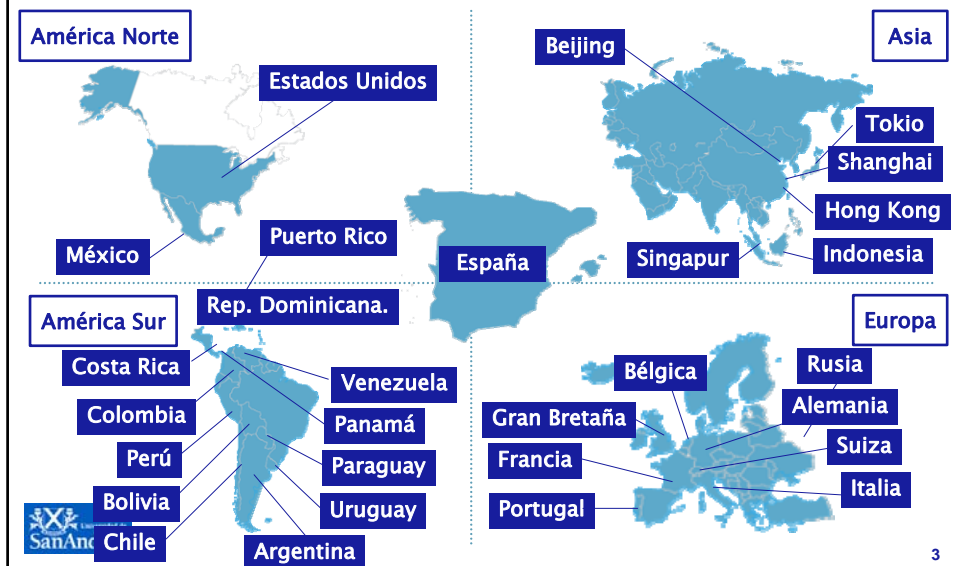 América Norte
Asia
Beijing
Estados Unidos
Tokio
Shanghai
Hong Kong
Puerto Rico
México
España
Singapur
Indonesia
Rep. Dominicana.
América Sur
Europa
Costa Rica
Venezuela
Bélgica
Rusia
Colombia
Panamá
Gran Bretaña
Alemania
Perú
Paraguay
Francia
Suiza
Bolivia
Uruguay
Portugal
Italia
SanAnd
Chile
Argentina
3